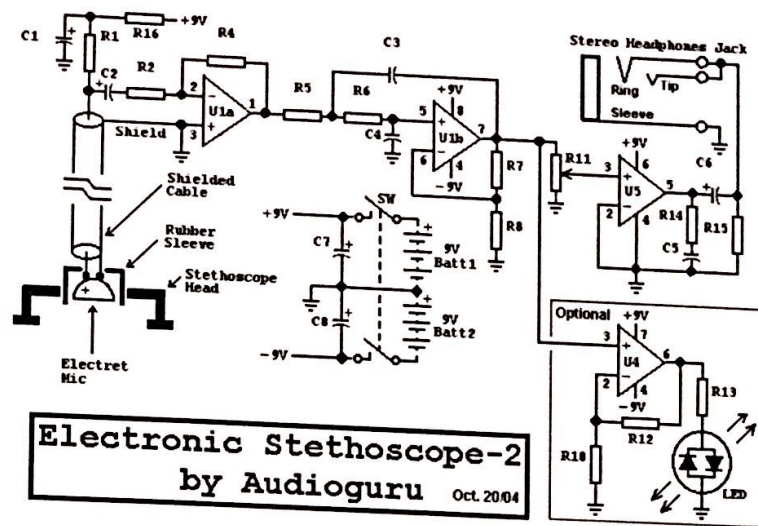 C1
R1
R16
+9V
C2
R2
R4
2
3
1
U1a
Shield
R5
R6
C3
C4
+9V
8
5
6
7
U1b
4
-9V
R7
R8
Stereo Headphones Jack
Ring
Tip
Sleeve
R11
+9V
6
3
2
5
4
U5
C6
R14
C5
R15
Shielded
Cable
Rubber
Sleeve
Stethoscope
Head
Electret
Mic
SW
+9V
C7
C8
-9V
9V
Batt1
9V
Batt2
Optional
+9V
7
3
2
6
U4
4
-9V
R12
R10
R13
LED
Electronic Stethoscope-2
by Audioguru
Oct. 20/04